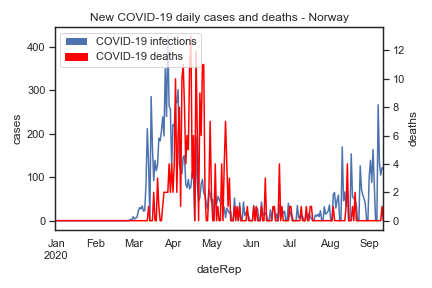 New COVID-19 daily cases and deaths - Norway
COVID-19 infections
COVID-19 deaths
400
300
200
100
0
cases
12
10
8
6
4
2
0
deaths
Jan Feb Mar Apr May Jun Jul Aug Sep
2020
dateRep